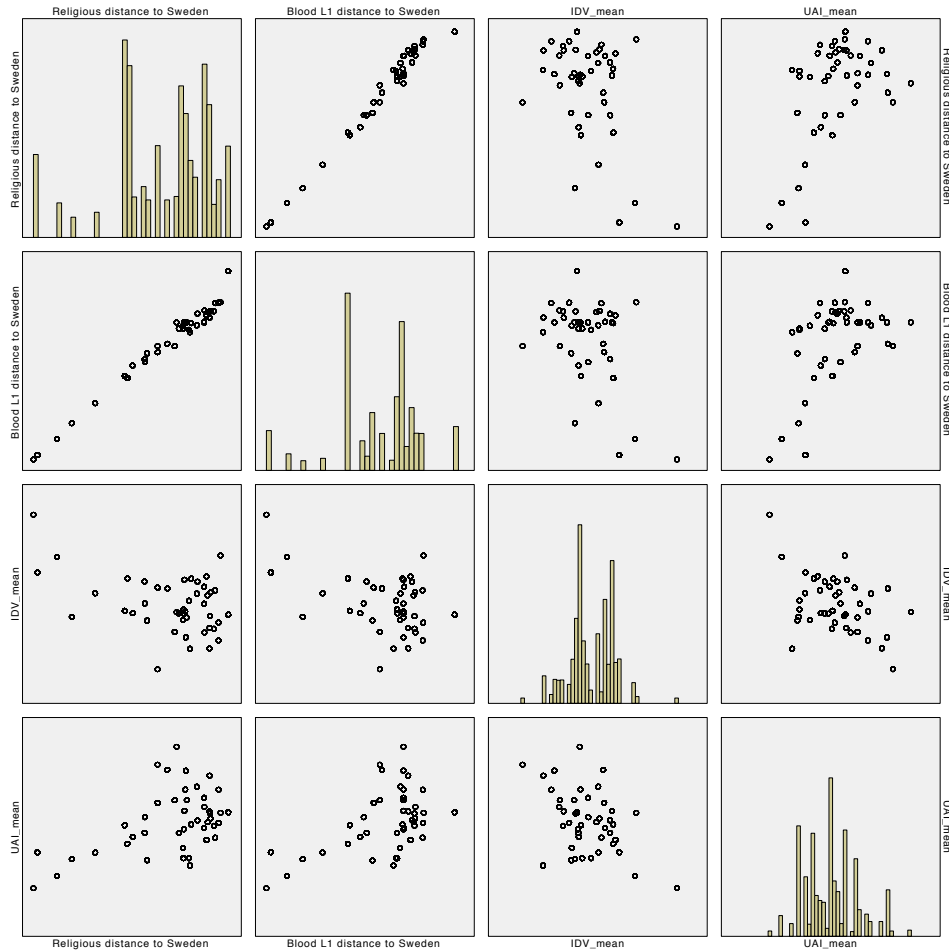 Religious distance to Sweden
Blood L1 distance to Sweden
IDV_mean
UAI_mean
Religious distance to Sweden
Religious distance to Sweden
Blood L1 distance to Sweden
Blood L1 distance to Sweden
IDV_mean
IDV_mean
UAI_mean
UAI_mean
Religious distance to Sweden
Blood L1 distance to Sweden
IDV_mean
UAI_mean